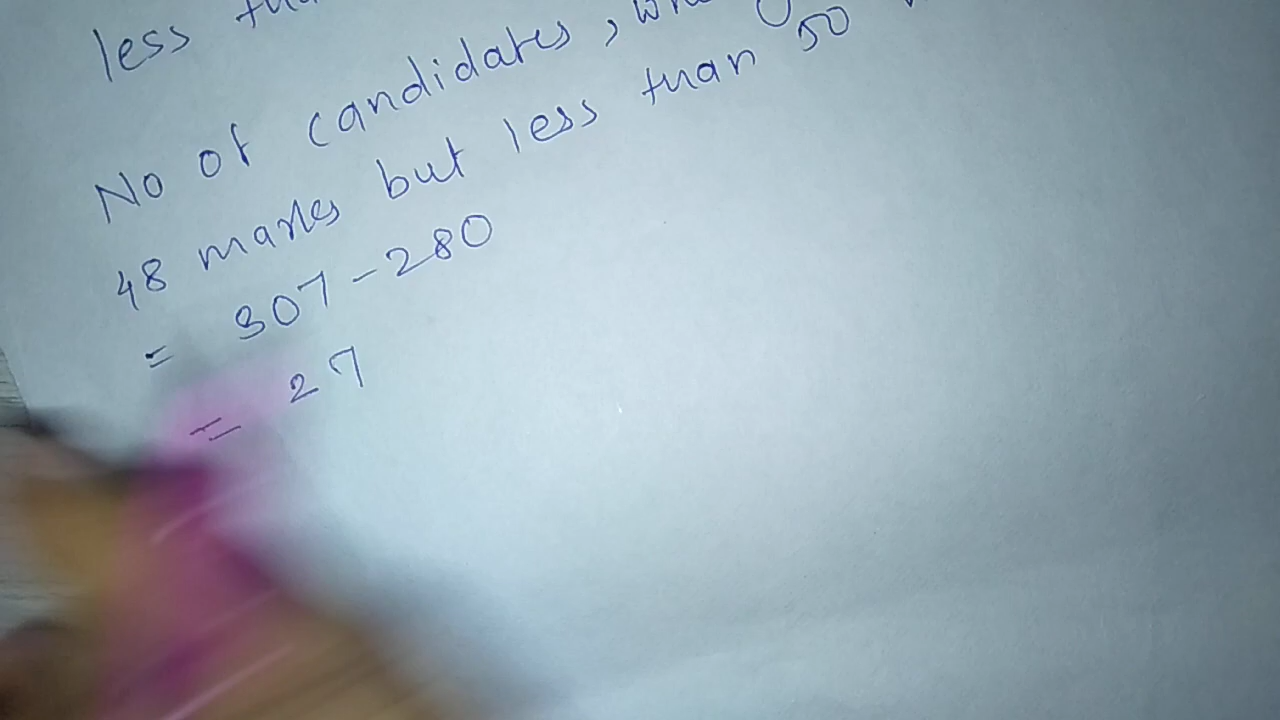 less
No of candidates,
48 marks but less than 50
= 307-280
= 27